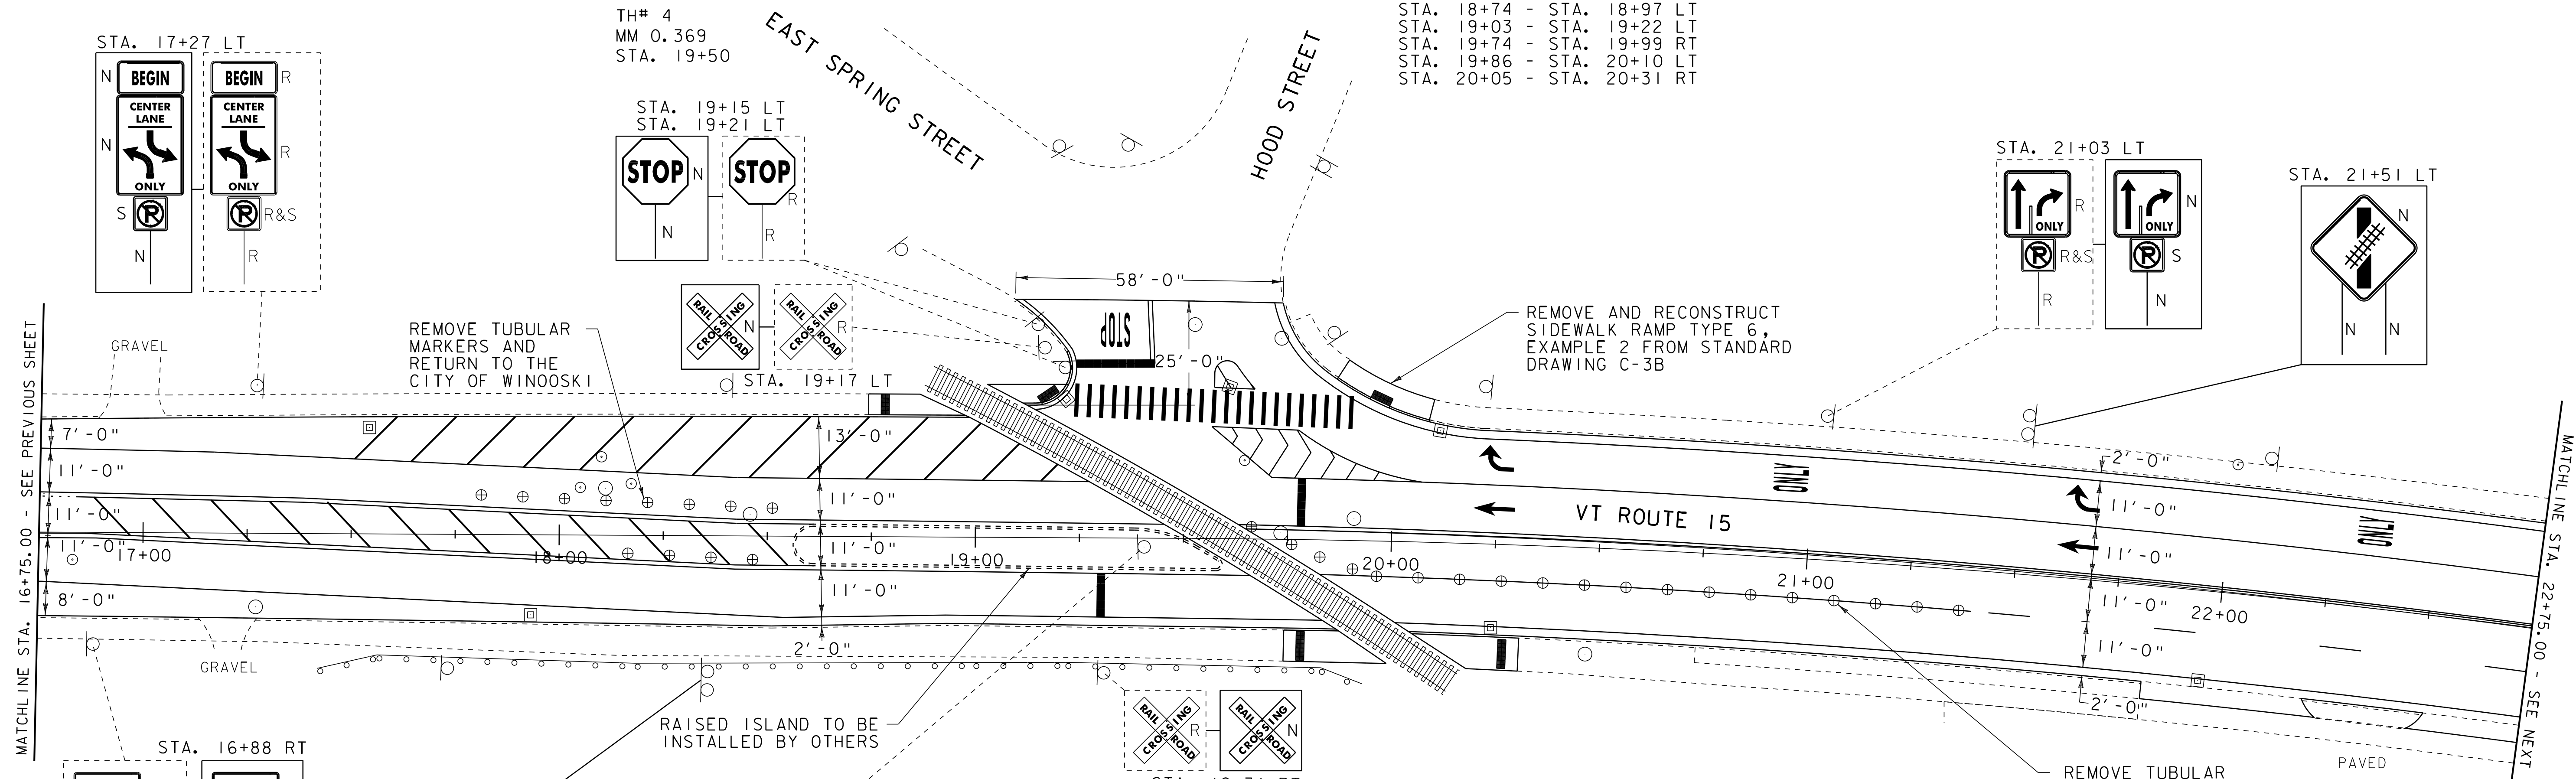 TH# 4
MM 0.369
STA. 19+50
EAST SPRING STREET
HOOD STREET
STA. 18+74 - STA. 18+97 LT
STA. 19+03 - STA. 19+22 LT
STA. 19+74 - STA. 19+99 RT
STA. 19+86 - STA. 20+10 LT
STA. 20+05 - STA. 20+31 RT
STA. 17+27 LT
N BEGIN
BEGIN R
N CENTER LANE ONLY
CENTER LANE ONLY R
S P
P R&S
N
R
STA. 19+15 LT
STA. 19+21 LT
STOP N
STOP R
N
R
RAIL ROAD CROSSING N
RAIL ROAD CROSSING R
STA. 19+17 LT
STA. 21+03 LT
ONLY R
ONLY N
P R&S
P S
R
N
STA. 21+51 LT
N
N N
58'-0"
STOP
25'-0"
REMOVE AND RECONSTRUCT
SIDEWALK RAMP TYPE 6,
EXAMPLE 2 FROM STANDARD
DRAWING C-3B
REMOVE TUBULAR
MARKERS AND
RETURN TO THE
CITY OF WINOOSKI
GRAVEL
MATCHLINE STA. 16+75.00 - SEE PREVIOUS SHEET
7'-0"
11'-0"
11'-0"
11'-0"
8'-0"
13'-0"
11'-0"
11'-0"
11'-0"
2'-0"
17+00
18+00
19+00
20+00
21+00
22+00
VT ROUTE 15
ONLY
ONLY
2'-0"
11'-0"
11'-0"
11'-0"
11'-0"
2'-0"
MATCHLINE STA. 22+75.00 - SEE NEXT
GRAVEL
RAISED ISLAND TO BE
INSTALLED BY OTHERS
RAIL ROAD CROSSING R
RAIL ROAD CROSSING N
STA. 16+88 RT
REMOVE TUBULAR
PAVED